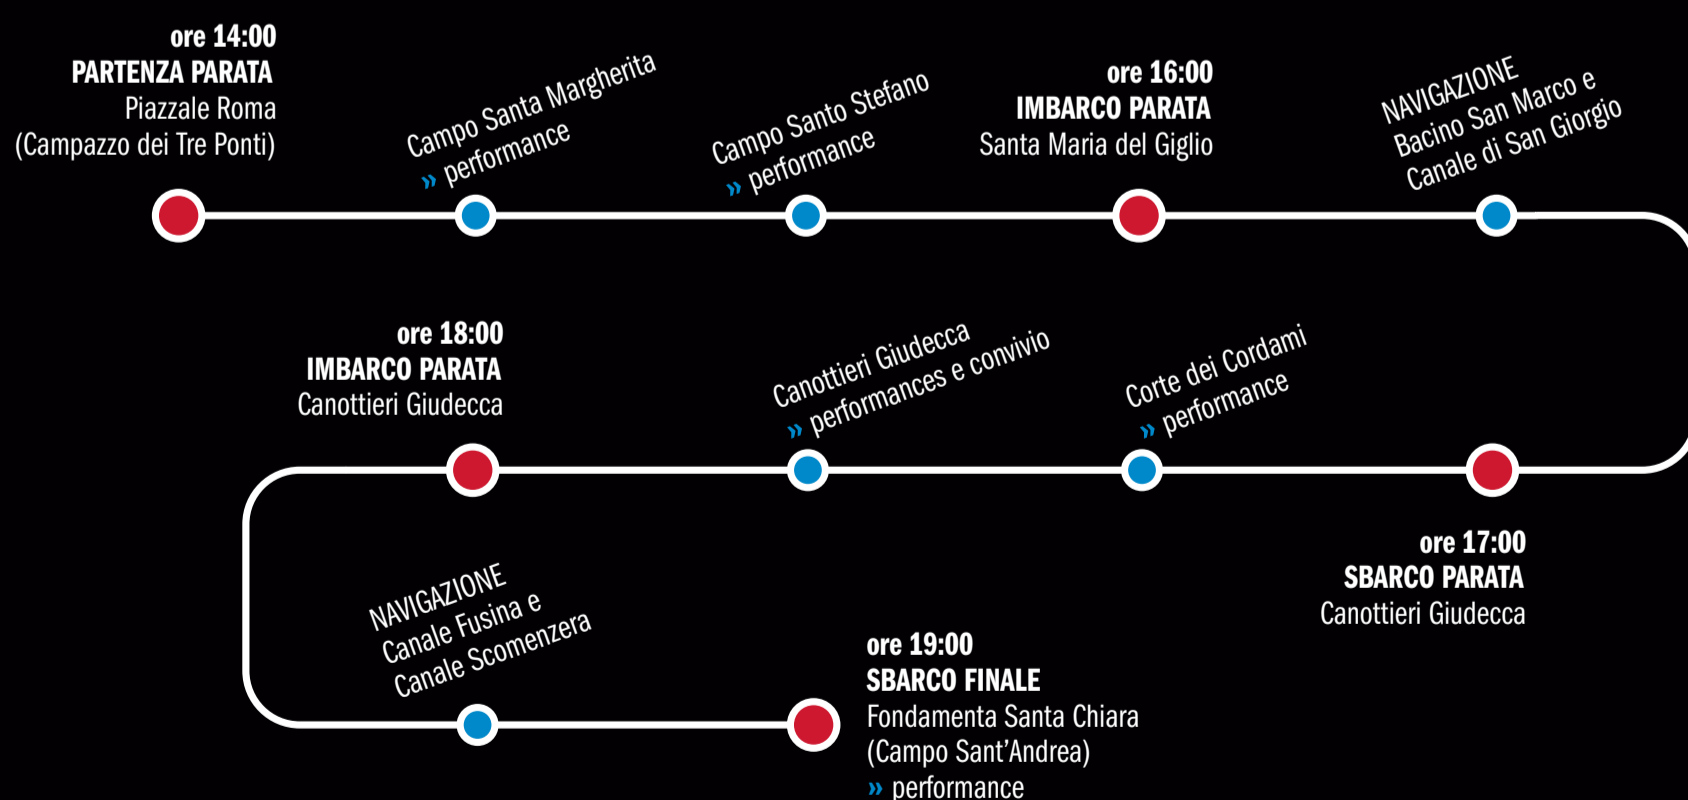 ore 14:00
PARTENZA PARATA
Piazzale Roma
(Campazzo dei Tre Ponti)
Campo Santa Margherita
» performance
Campo Santo Stefano
» performance
ore 16:00
IMBARCO PARATA
Santa Maria del Giglio
NAVIGAZIONE
Bacino San Marco e
Canale di San Giorgio
ore 17:00
SBARCO PARATA
Canottieri Giudecca
Corte dei Cordami
» performance
Canottieri Giudecca
» performances e convivio
ore 18:00
IMBARCO PARATA
Canottieri Giudecca
NAVIGAZIONE
Canale Fusina e
Canale Scomenzera
ore 19:00
SBARCO FINALE
Fondamenta Santa Chiara
(Campo Sant’Andrea)
» performance